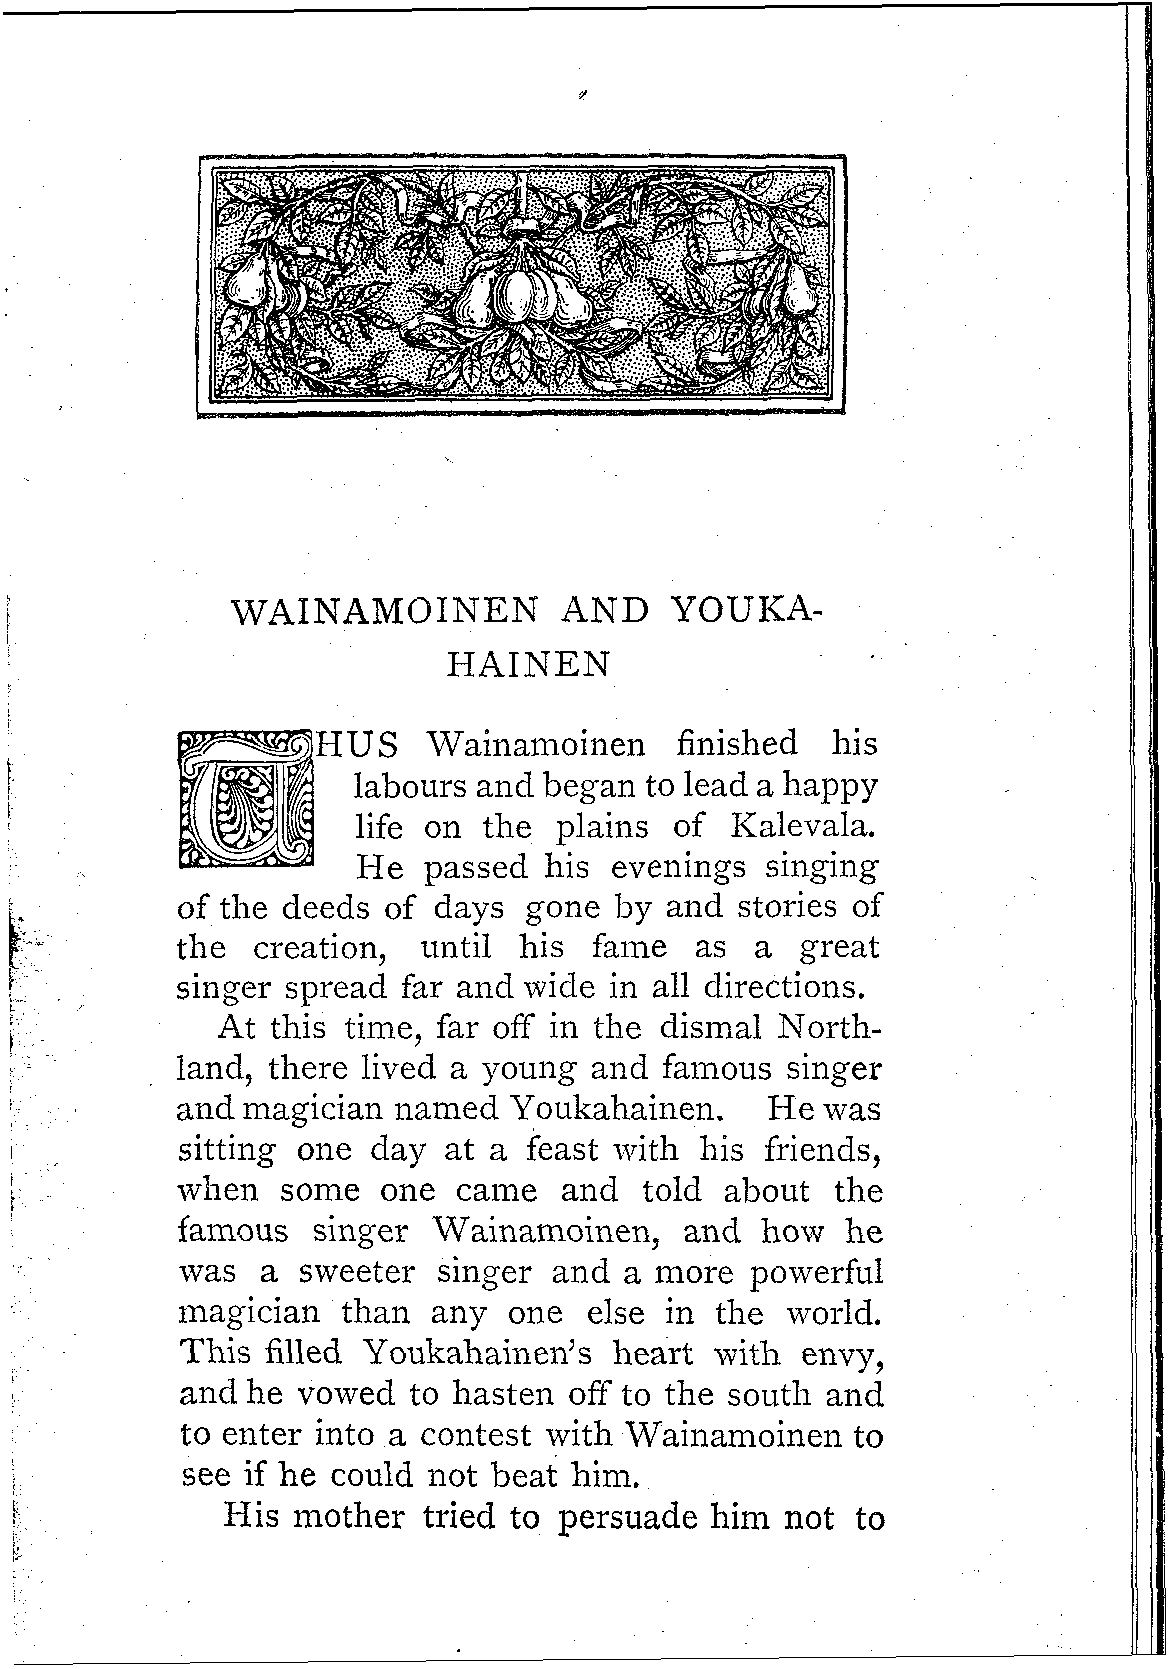 WAINAMOINEN AND YOUKA-
HAINEN
THUS Wainamoinen finished his
labours and began to lead a happy
life on the plains of Kalevala.
He passed his evenings singing
of the deeds of days gone by and stories of
the creation, until his fame as a great
singer spread far and wide in all directions.
At this time, far off in the dismal North-
land, there lived a young and famous singer
and magician named Youkahainen. He was
sitting one day at a feast with his friends,
when some one came and told about the
famous singer Wainamoinen, and how he
was a sweeter singer and a more powerful
magician than any one else in the world.
This filled Youkahainen's heart with envy,
and he vowed to hasten off to the south and
to enter into a contest with Wainamoinen to
see if he could not beat him.
His mother tried to persuade him not to